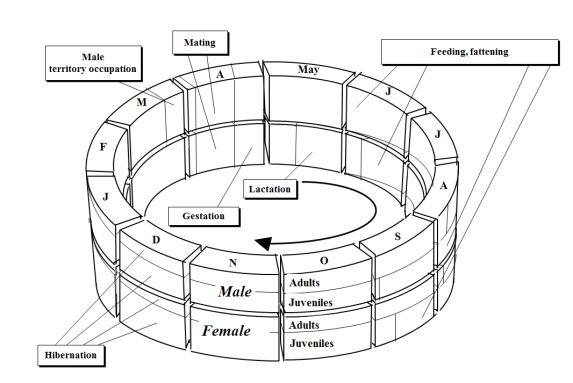 Male
territory occupation
Mating
Feeding, fattening
A
May
J
M
F
J
J
A
Lactation
Gestation
D
N
O
S
Male
Adults
Juveniles
Female
Adults
Juveniles
Hibernation